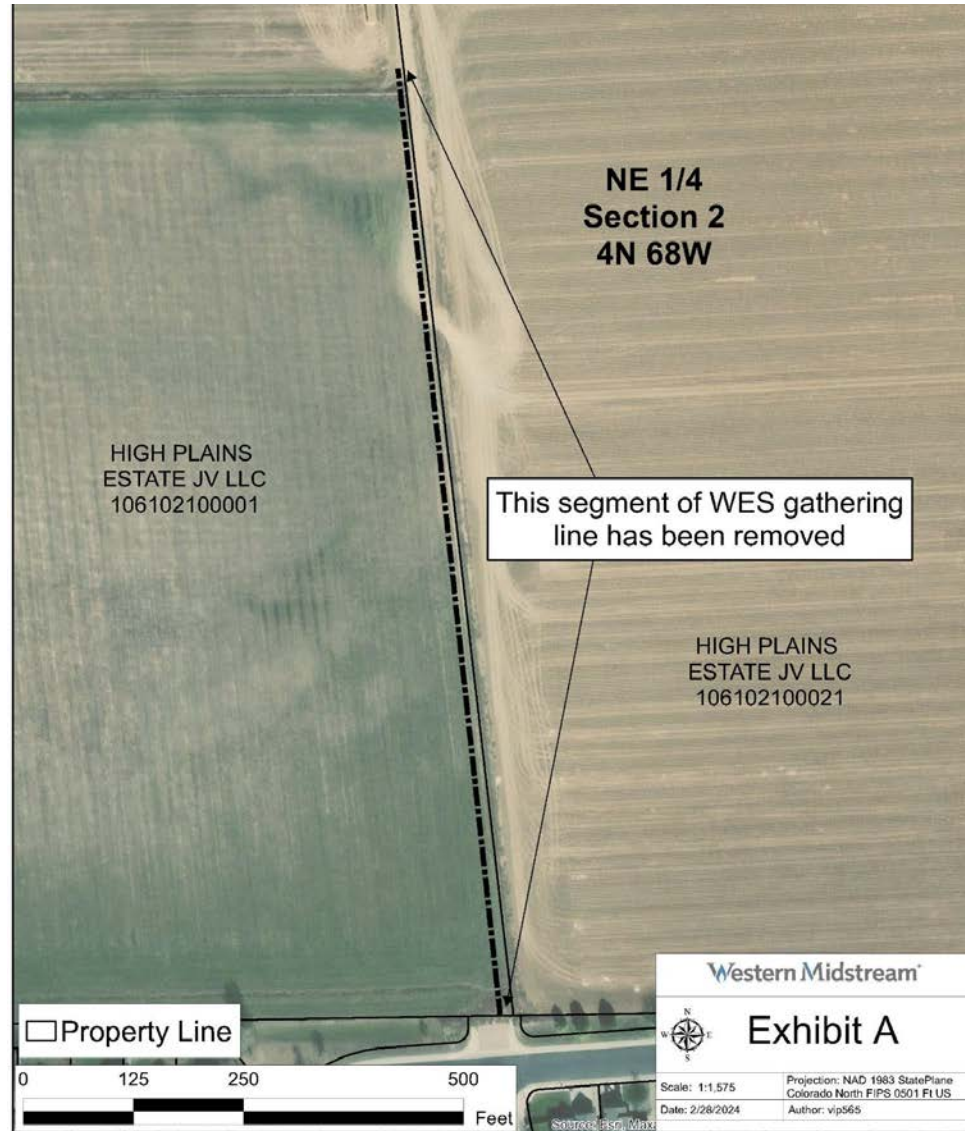 NE 1/4
Section 2
4N 68W
HIGH PLAINS
ESTATE JV LLC
106102100001
This segment of WES gathering
line has been removed
HIGH PLAINS
ESTATE JV LLC
106102100021
Property Line
0 125 250 500
Feet
Western Midstream
N
W E
S
Exhibit A
Scale: 1:1,575
Projection: NAD 1983 StatePlane
Colorado North FIPS 0501 Ft US
Date: 2/28/2024
Author: vip565
Source: Esri, Maxa